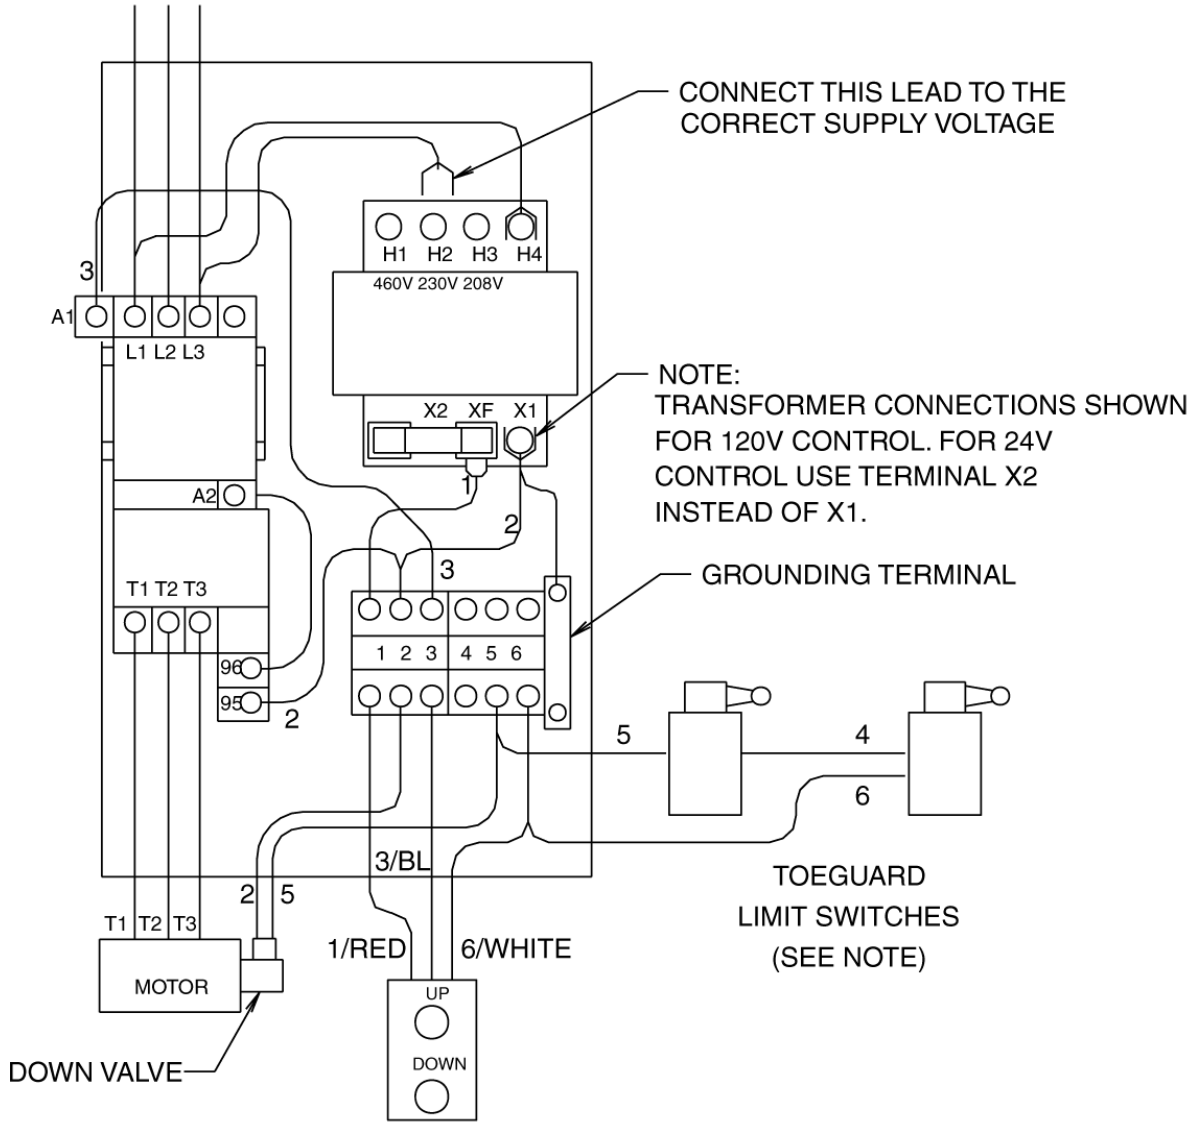 CONNECT THIS LEAD TO THE
CORRECT SUPPLY VOLTAGE
H1 H2 H3 H4
3
460V 230V 208V
A1
L1 L2 L3
NOTE:
TRANSFORMER CONNECTIONS SHOWN
FOR 120V CONTROL. FOR 24V
CONTROL USE TERMINAL X2
INSTEAD OF X1.
X2 XF X1
1
A2
2
3
GROUNDING TERMINAL
T1 T2 T3
1 2 3 4 5 6
96
95
2
5
4
6
3/BL
2 5
TOEGUARD
LIMIT SWITCHES
(SEE NOTE)
T1 T2 T3
1/RED
6/WHITE
MOTOR
UP
DOWN
DOWN VALVE